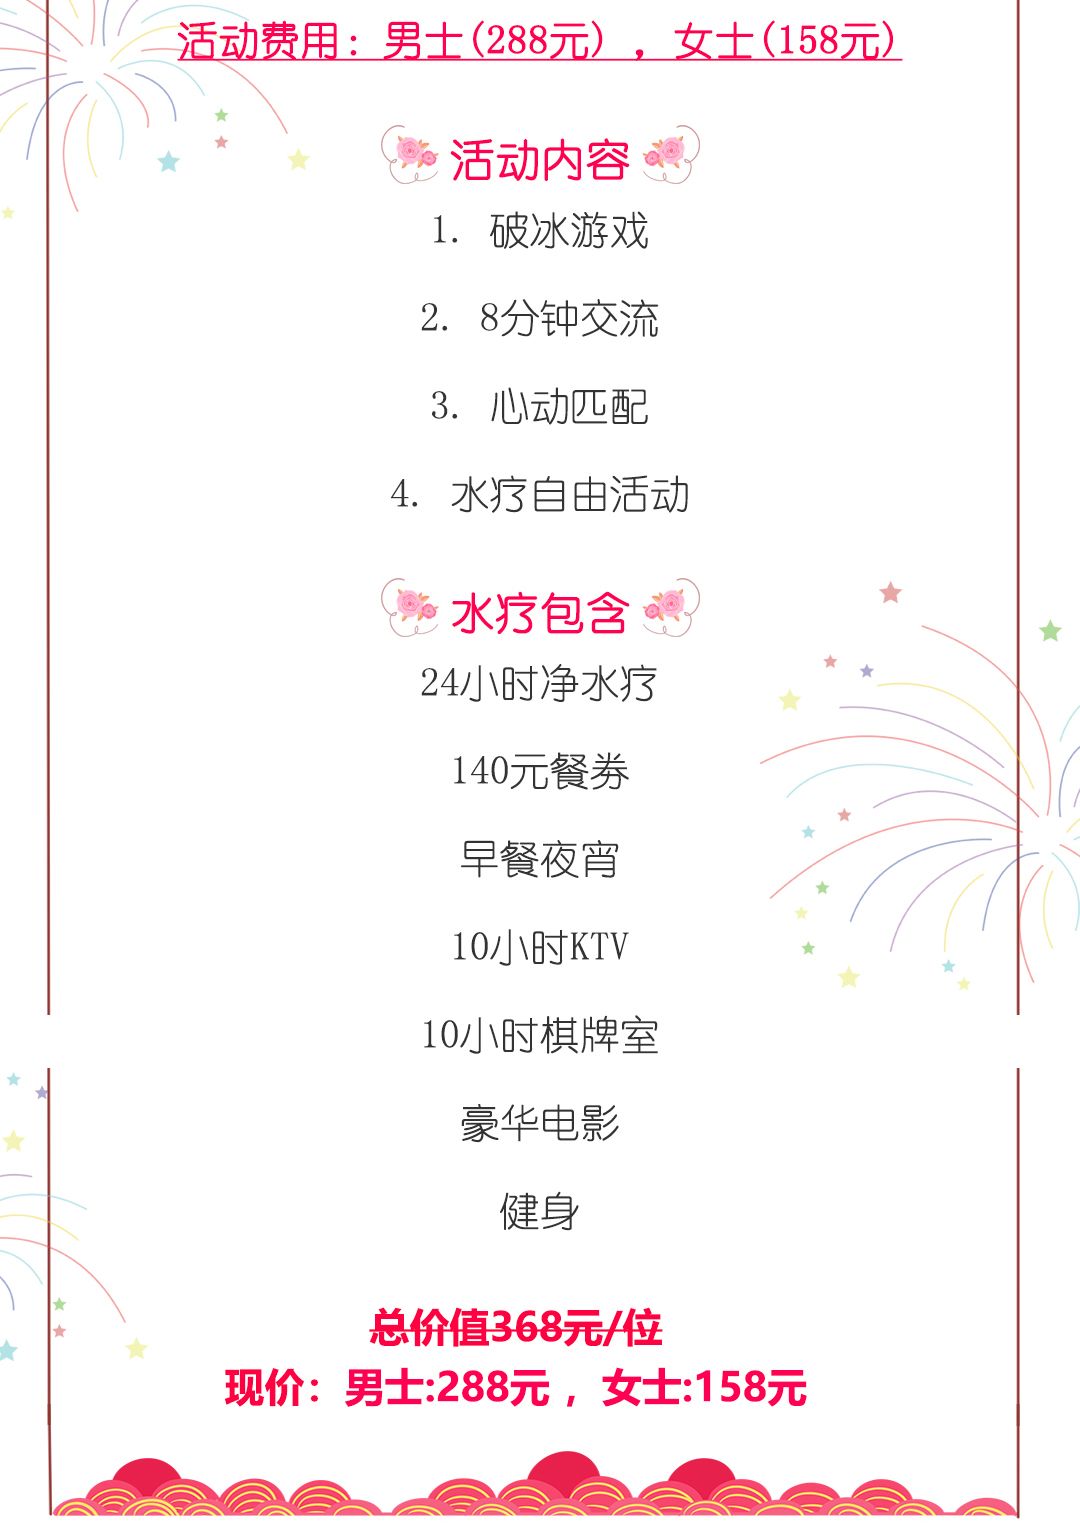 活动费用：男士(288元)，女士(158元)
活动内容
1. 破冰游戏
2. 8分钟交流
3. 心动匹配
4. 水疗自由活动
水疗包含
24小时净水疗
140元餐券
早餐夜宵
10小时KTV
10小时棋牌室
豪华电影
健身
总价值368元/位
现价：男士:288元，女士:158元